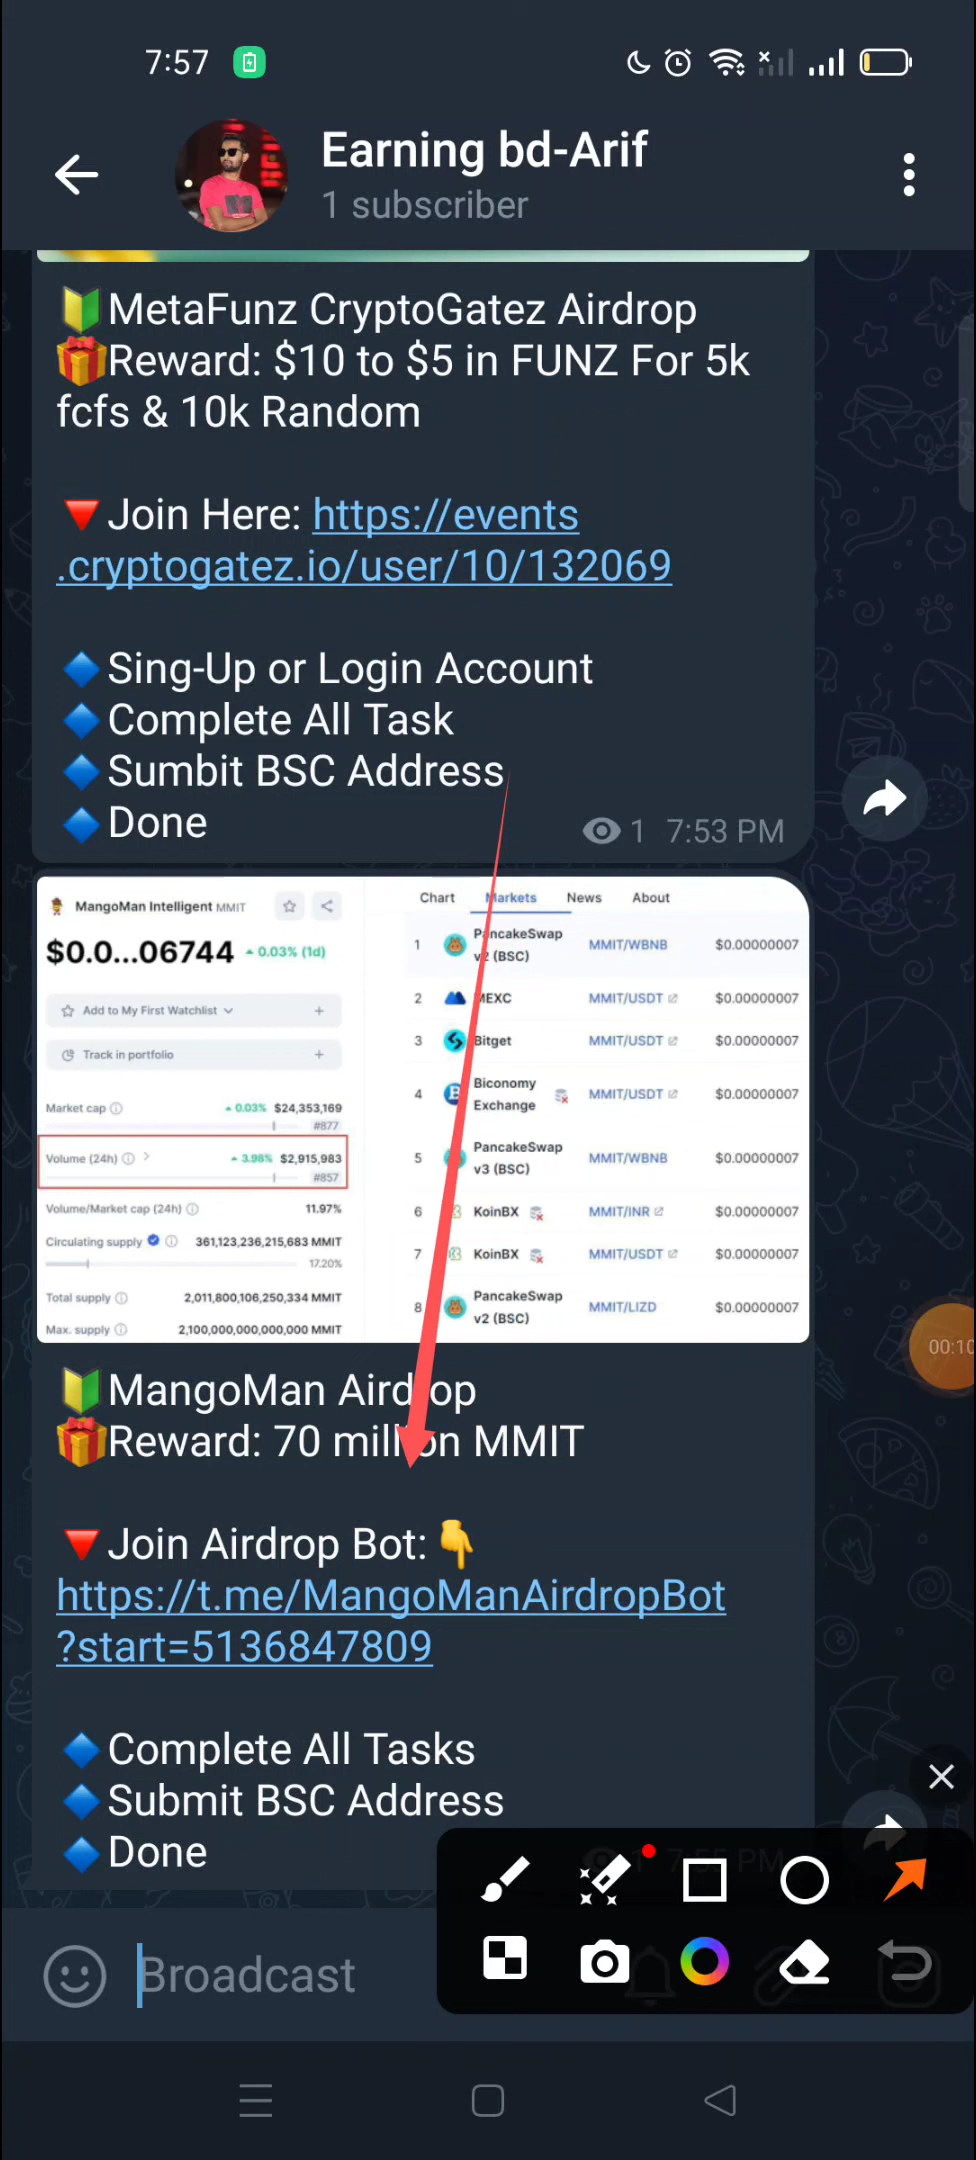 7:57
Earning bd-Arif
1 subscriber
MetaFunz CryptoGatez Airdrop
Reward: $10 to $5 in FUNZ For 5k
fcfs & 10k Random
Join Here: https://events
.cryptogatez.io/user/10/132069
Sing-Up or Login Account
Complete All Task
Sumbit BSC Address
Done
1 7:53 PM
MangoMan Intelligent MMIT
$0.0...06744 0.03% (1d)
Add to My First Watchlist
Track in portfolio
Market cap 0.03% $24,353,169
#877
Volume (24h) 3.98% $2,915,983
#857
Volume/Market cap (24h) 11.97%
Circulating supply 361,123,236,215,683 MMIT
17.20%
Total supply 2,011,800,106,250,334 MMIT
Max. supply 2,100,000,000,000,000 MMIT
Chart Markets News About
1 PancakeSwap v2 (BSC) MMIT/WBNB $0.00000007
2 MEXC MMIT/USDT $0.00000007
3 Bitget MMIT/USDT $0.00000007
4 Biconomy Exchange MMIT/USDT $0.00000007
5 PancakeSwap v3 (BSC) MMIT/WBNB $0.00000007
6 KoinBX MMIT/INR $0.00000007
7 KoinBX MMIT/USDT $0.00000007
8 PancakeSwap v2 (BSC) MMIT/LIZD $0.00000007
MangoMan Airdrop
Reward: 70 million MMIT
Join Airdrop Bot:
https://t.me/MangoManAirdropBot
?start=5136847809
Complete All Tasks
Submit BSC Address
Done
00:10
Broadcast